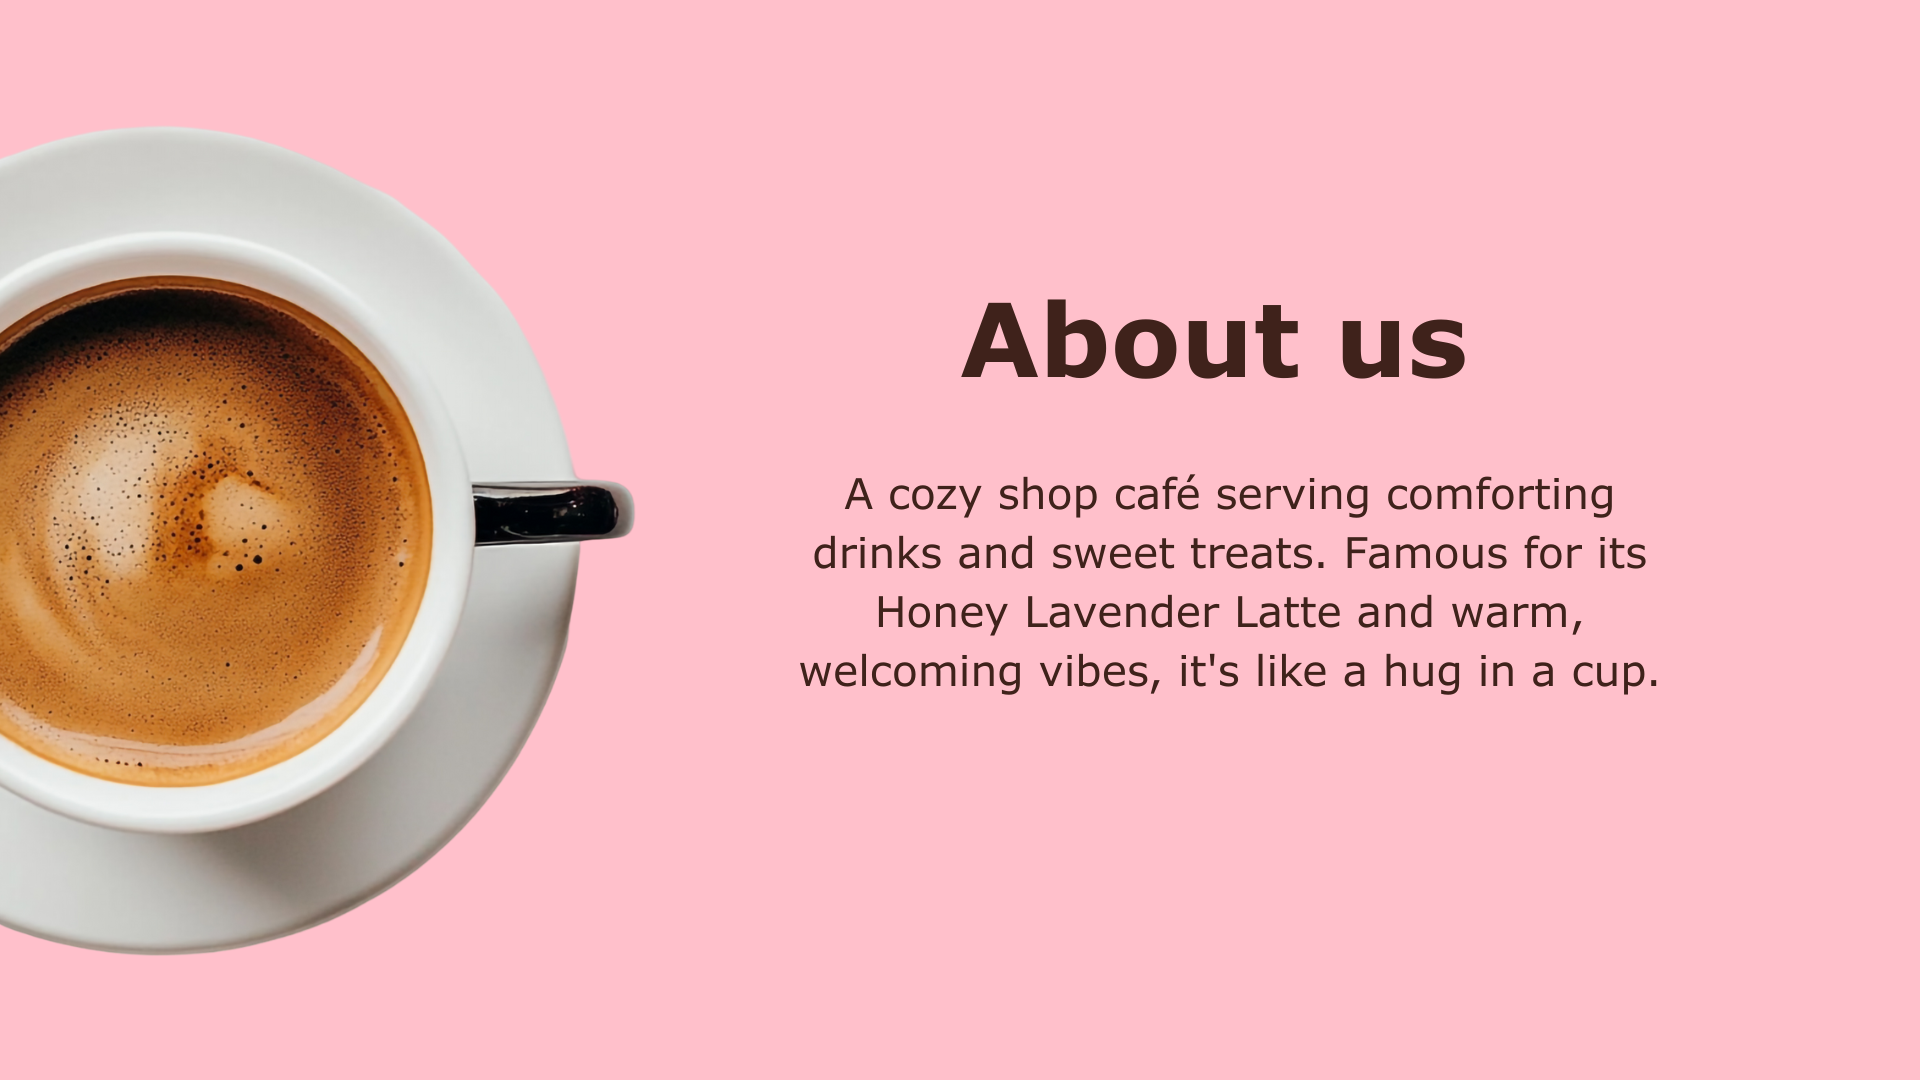 About us
A cozy shop café serving comforting
drinks and sweet treats. Famous for its
Honey Lavender Latte and warm,
welcoming vibes, it's like a hug in a cup.